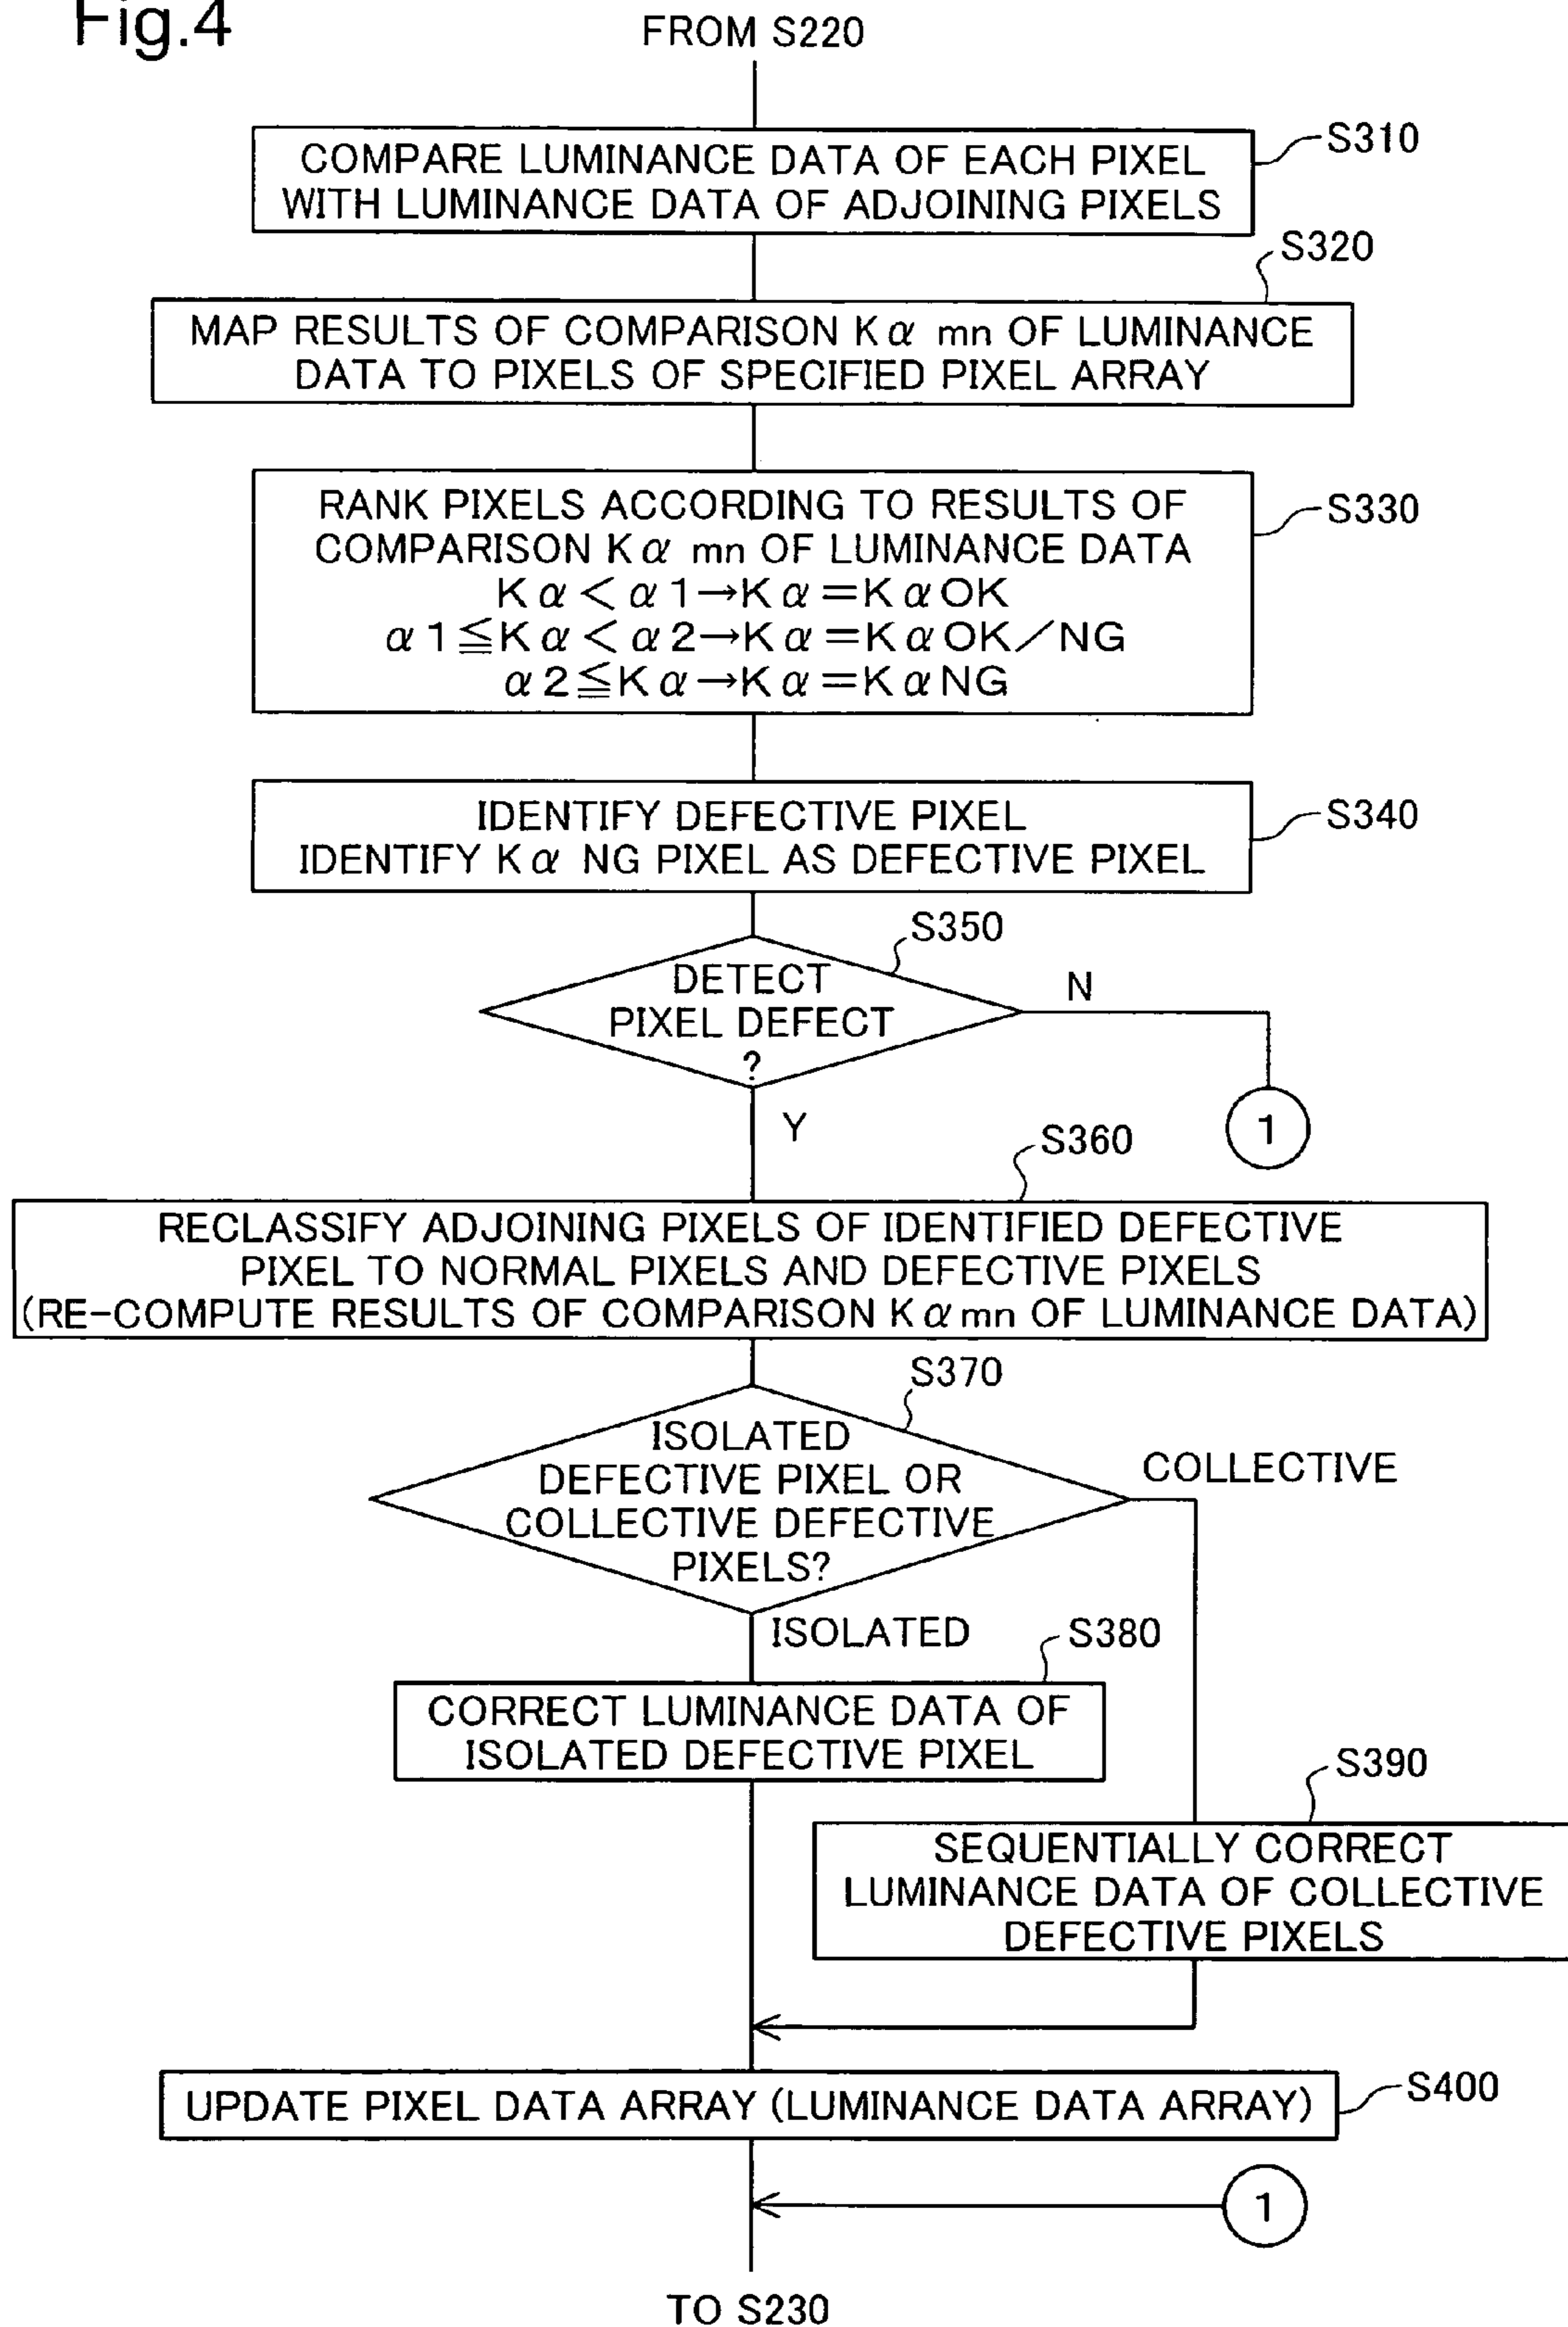 Fig.4
FROM S220
S310
COMPARE LUMINANCE DATA OF EACH PIXEL
WITH LUMINANCE DATA OF ADJOINING PIXELS
S320
MAP RESULTS OF COMPARISON Kα mn OF LUMINANCE
DATA TO PIXELS OF SPECIFIED PIXEL ARRAY
S330
RANK PIXELS ACCORDING TO RESULTS OF
COMPARISON Kα mn OF LUMINANCE DATA
Kα<α1→Kα=KαOK
α1≦Kα<α2→Kα=KαOK/NG
α2≦Kα→Kα=KαNG
S340
IDENTIFY DEFECTIVE PIXEL
IDENTIFY Kα NG PIXEL AS DEFECTIVE PIXEL
S350
DETECT
PIXEL DEFECT
?
N
1
Y
S360
RECLASSIFY ADJOINING PIXELS OF IDENTIFIED DEFECTIVE
PIXEL TO NORMAL PIXELS AND DEFECTIVE PIXELS
(RE-COMPUTE RESULTS OF COMPARISON Kαmn OF LUMINANCE DATA)
S370
ISOLATED
DEFECTIVE PIXEL OR
COLLECTIVE DEFECTIVE
PIXELS?
COLLECTIVE
ISOLATED
S380
CORRECT LUMINANCE DATA OF
ISOLATED DEFECTIVE PIXEL
S390
SEQUENTIALLY CORRECT
LUMINANCE DATA OF COLLECTIVE
DEFECTIVE PIXELS
S400
UPDATE PIXEL DATA ARRAY (LUMINANCE DATA ARRAY)
1
TO S230